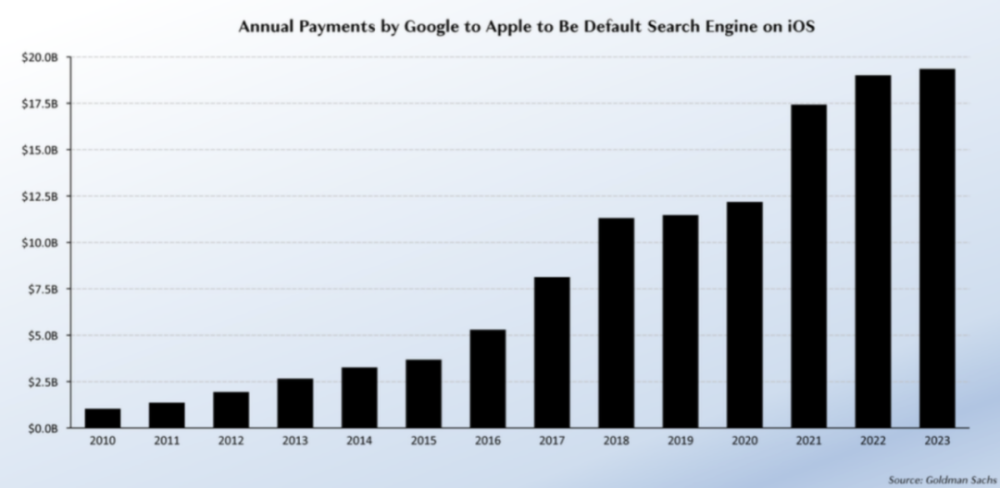 Annual Payments by Google to Apple to Be Default Search Engine on iOS
$20.0B
$17.5B
$15.0B
$12.5B
$10.0B
$7.5B
$5.0B
$2.5B
$0.0B
2010 2011 2012 2013 2014 2015 2016 2017 2018 2019 2020 2021 2022 2023
Source: Goldman Sachs